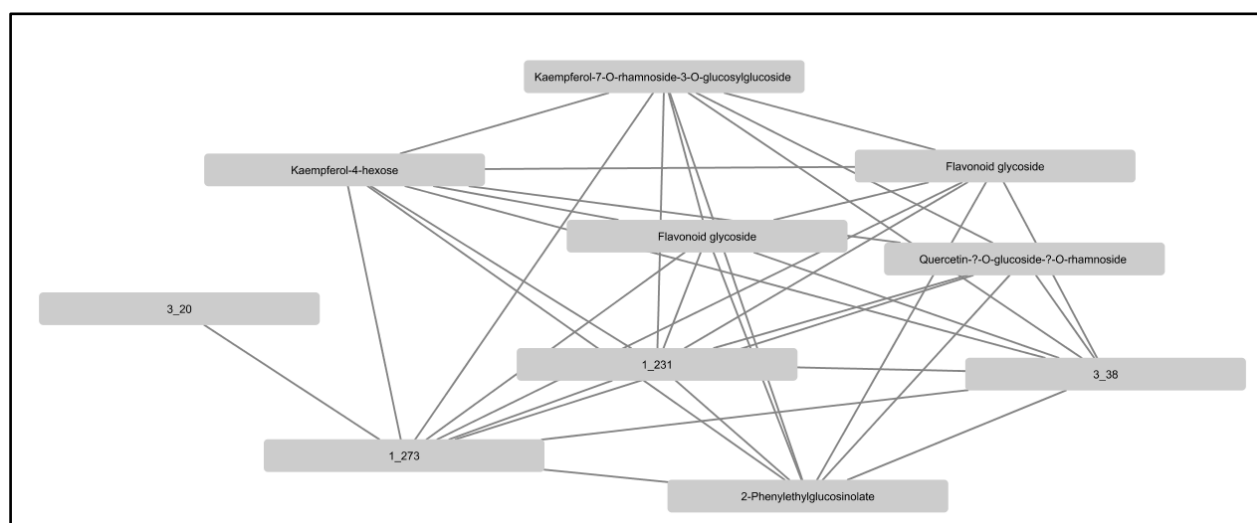 Kaempferol-7-O-rhamnoside-3-O-glucosylglucoside
Kaempferol-4-hexose
Flavonoid glycoside
Flavonoid glycoside
Quercetin-?-O-glucoside-?-O-rhamnoside
3_20
1_231
3_38
1_273
2-Phenylethylglucosinolate